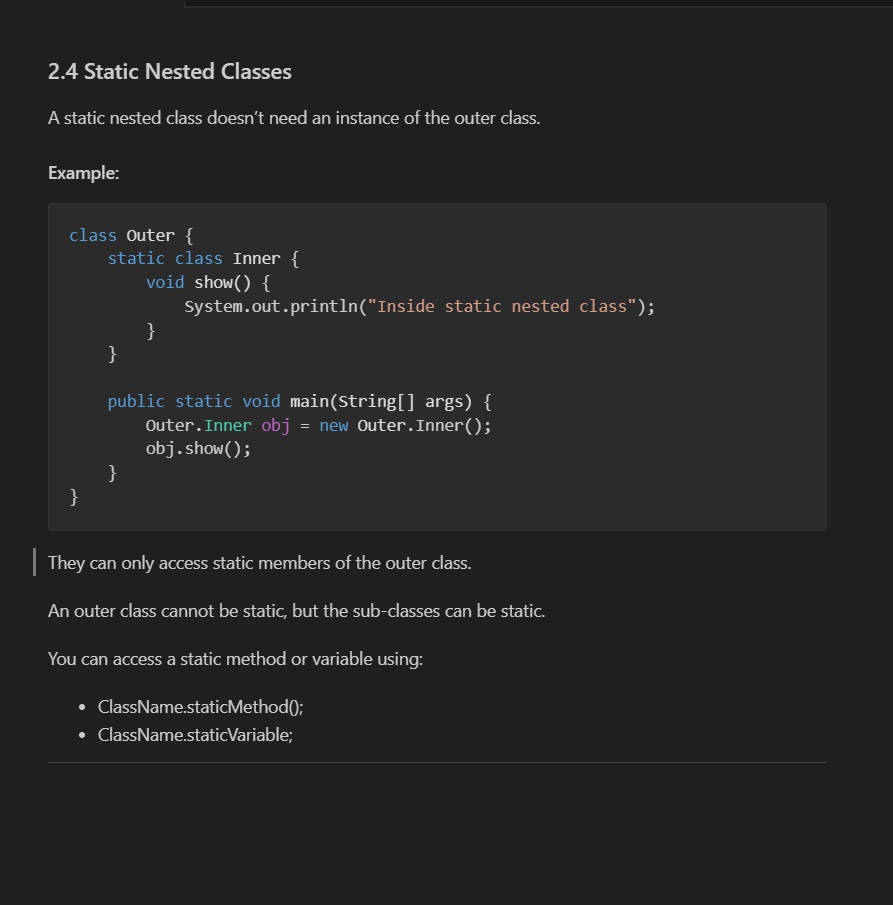 2.4 Static Nested Classes
A static nested class doesn’t need an instance of the outer class.
Example:
class Outer {
    static class Inner {
        void show() {
            System.out.println("Inside static nested class");
        }
    }

    public static void main(String[] args) {
        Outer.Inner obj = new Outer.Inner();
        obj.show();
    }
}
They can only access static members of the outer class.
An outer class cannot be static, but the sub-classes can be static.
You can access a static method or variable using:
• ClassName.staticMethod();
• ClassName.staticVariable;